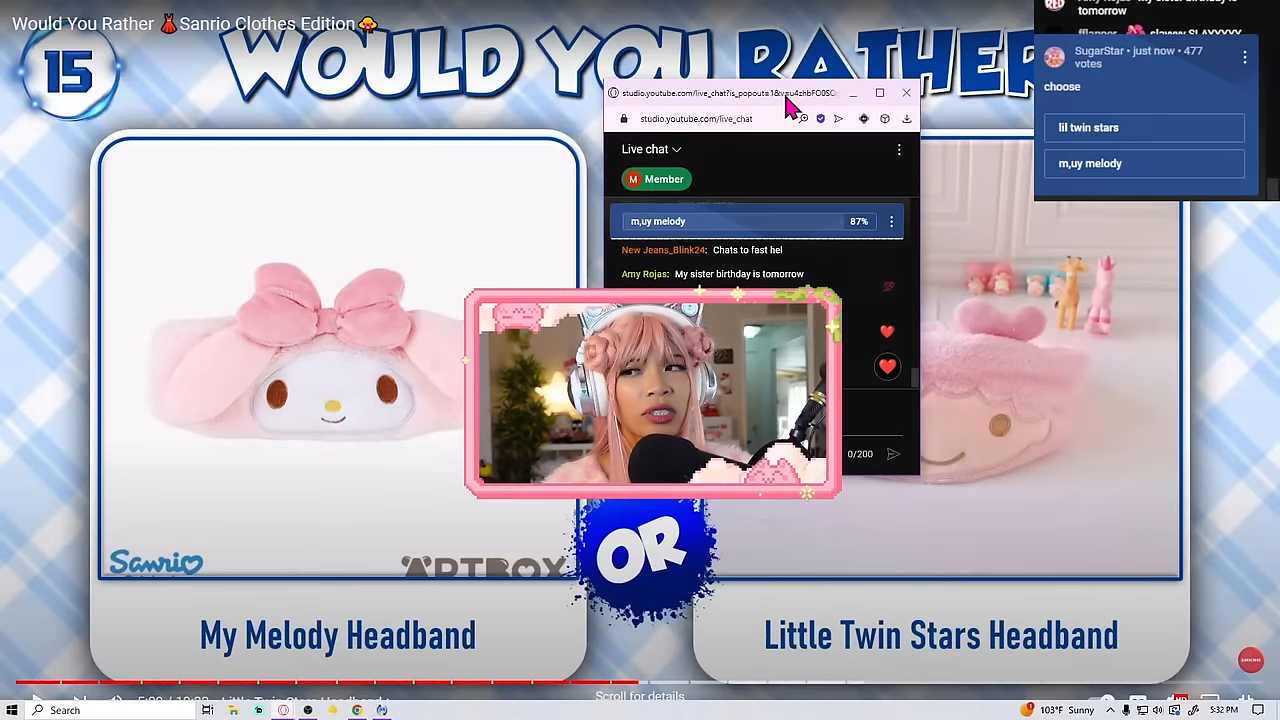 Would You Rather 👗Sanrio Clothes Edition
15
WOULD YOU RATHER
tomorrow
SugarStar • just now • 477
votes
choose
lil twin stars
m,uy melody
studio.youtube.com/live_chat
Live chat
M Member
m,uy melody 87%
New Jeans_Blink24: Chats to fast hel
Amy Rojas: My sister birthday is tomorrow
0/200
Sanrio
ARTBOX
OR
My Melody Headband
Little Twin Stars Headband
Scroll for details
Search
103°F Sunny
5:32 PM